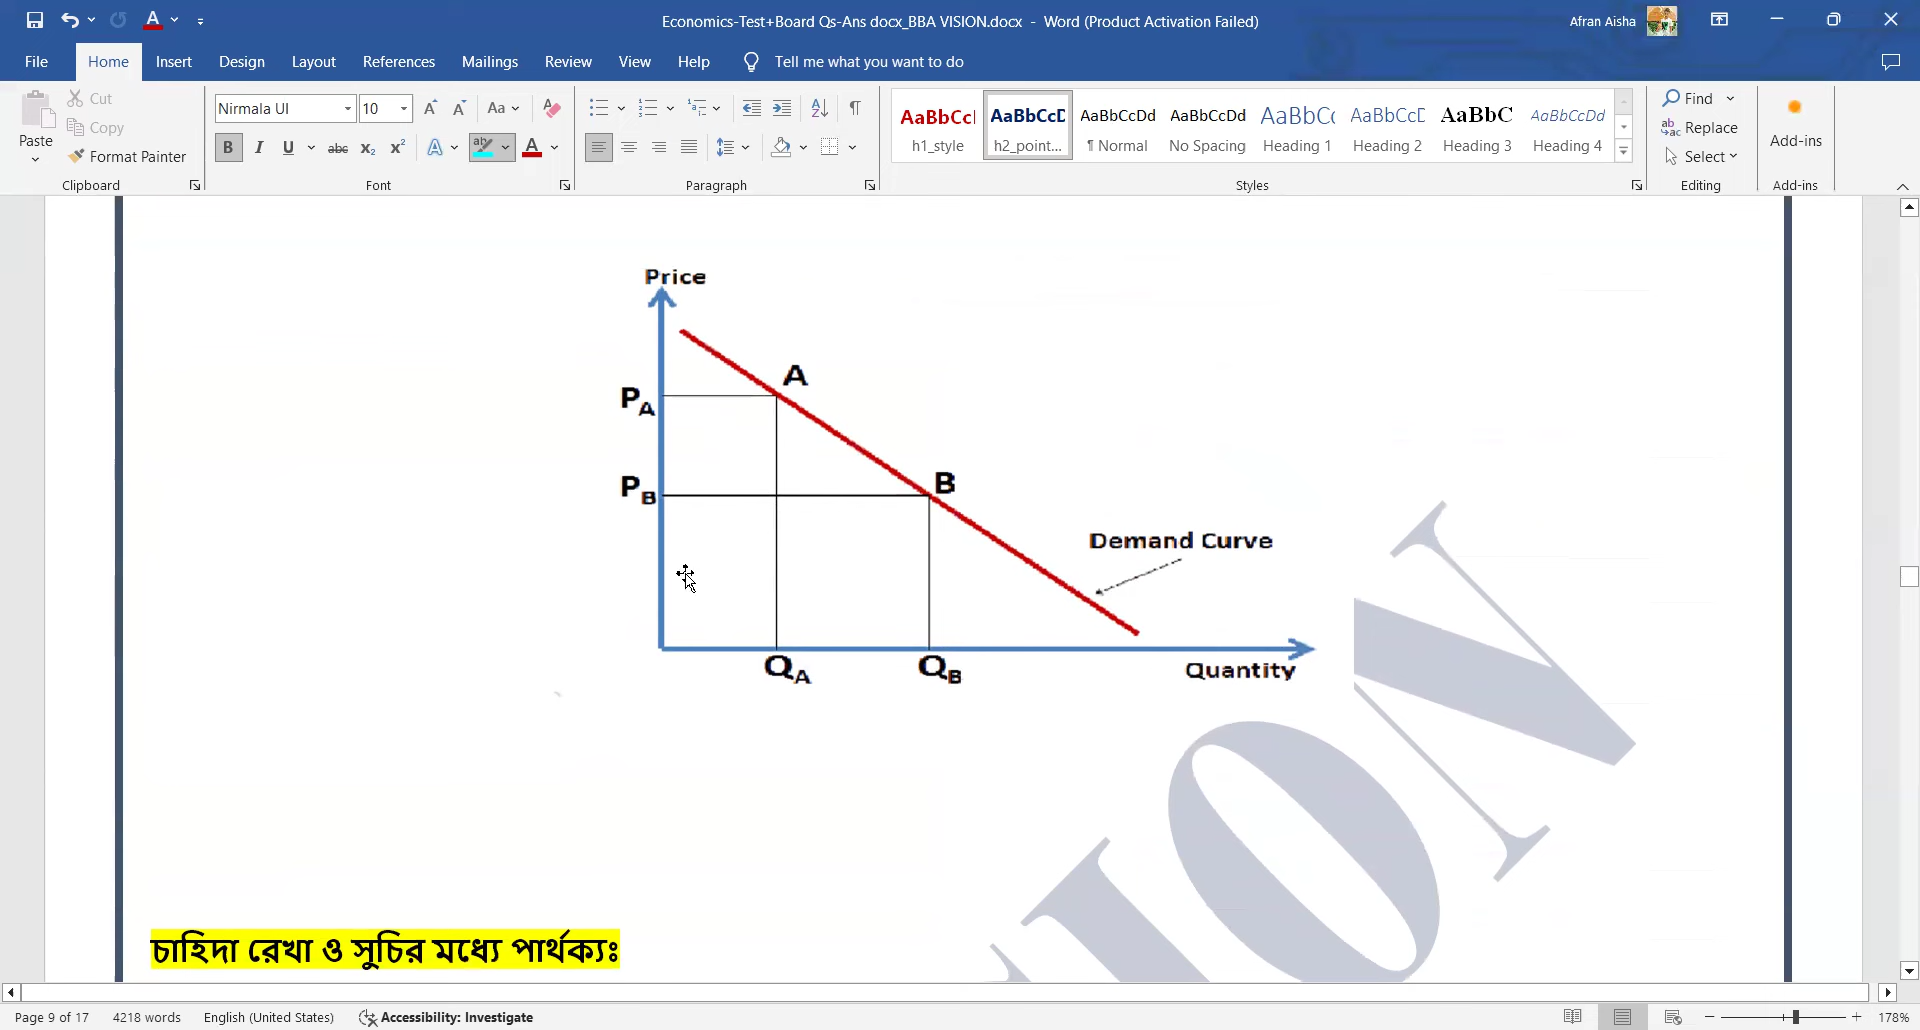 Economics-Test+Board Qs-Ans docx_BBA VISION.docx - Word (Product Activation Failed)
Afran Aisha
File Home Insert Design Layout References Mailings Review View Help Tell me what you want to do
Cut
Copy
Paste
Format Painter
Clipboard
Nirmala UI 10
Font
Paragraph
AaBbCcI AaBbCcD AaBbCcDd AaBbCcDd AaBbCc AaBbCcD AaBbC AaBbCcDd
h1_style h2_point... ¶ Normal No Spacing Heading 1 Heading 2 Heading 3 Heading 4
Styles
Find
Replace
Select
Editing
Add-ins
Add-ins
Price
A
PA
B
PB
Demand Curve
QA QB
Quantity
ION
চাহিদা রেখা ও সুচির মধ্যে পার্থক্যঃ
Page 9 of 17 4218 words English (United States) Accessibility: Investigate 178%